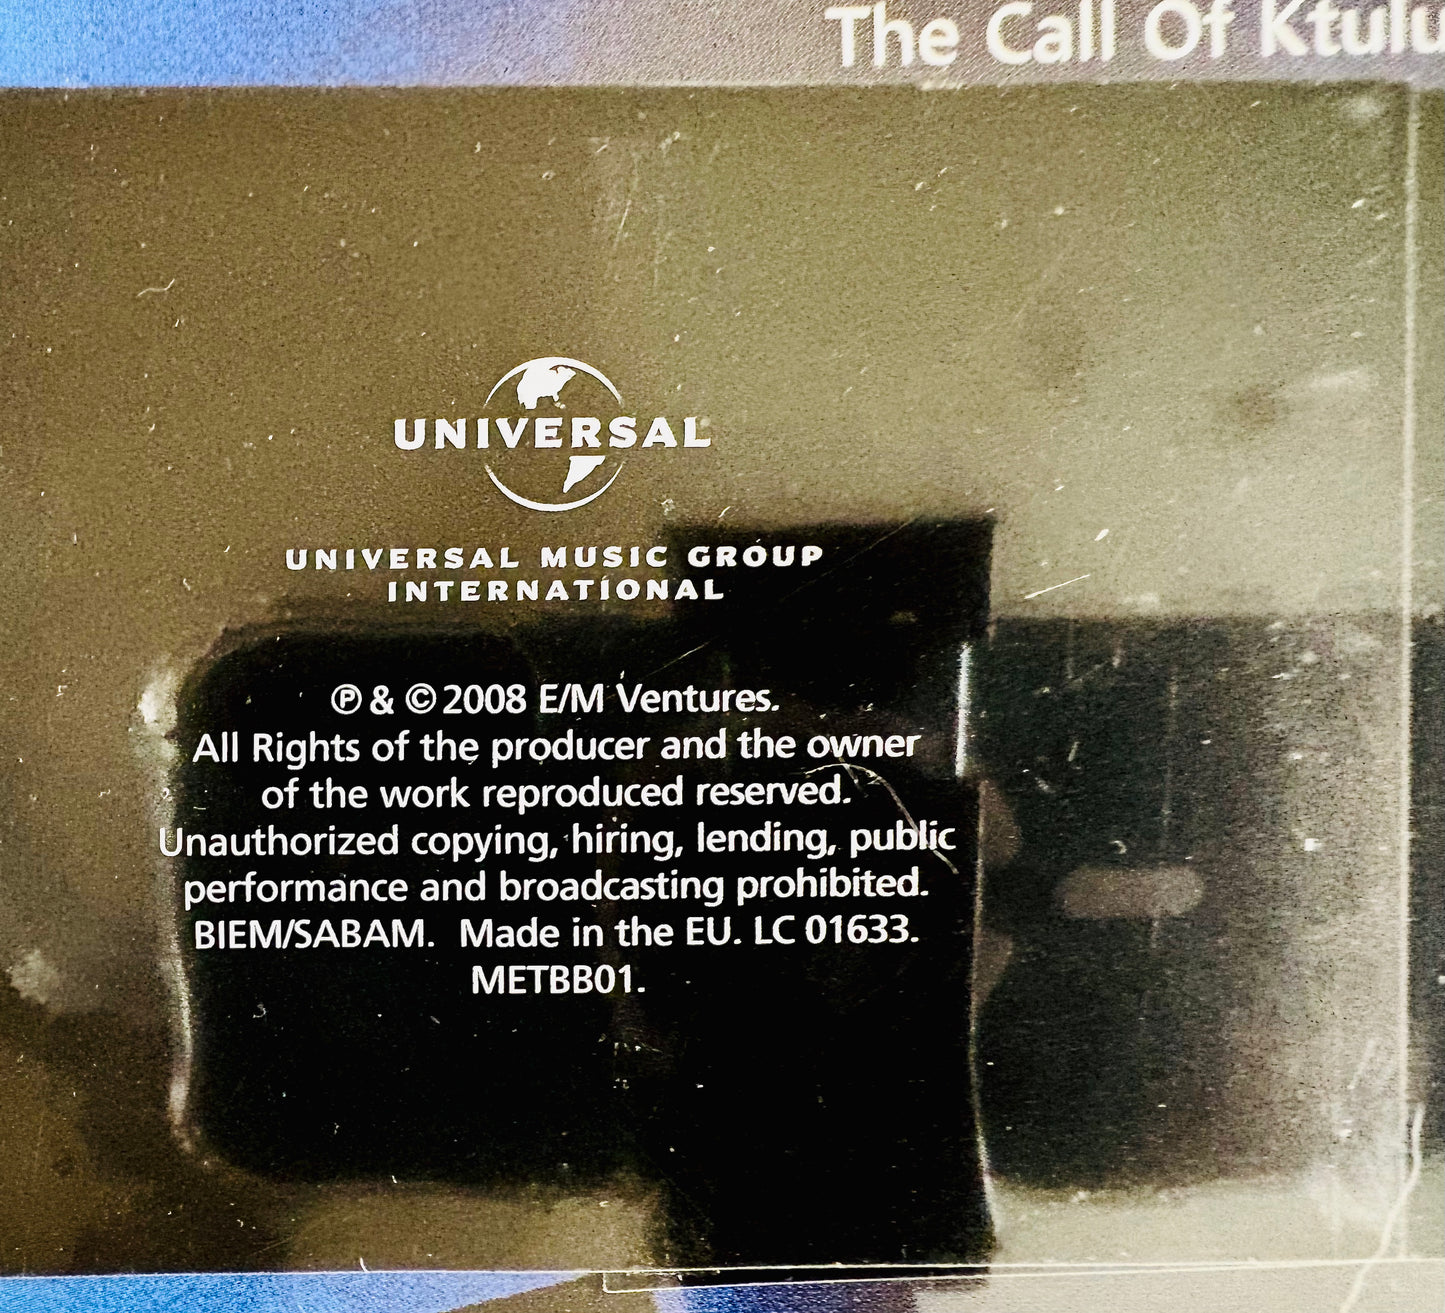 The Call Of Ktulu
UNIVERSAL
UNIVERSAL MUSIC GROUP
INTERNATIONAL
℗ & © 2008 E/M Ventures.
All Rights of the producer and the owner
of the work reproduced reserved.
Unauthorized copying, hiring, lending, public
performance and broadcasting prohibited.
BIEM/SABAM. Made in the EU. LC 01633.
METBB01.